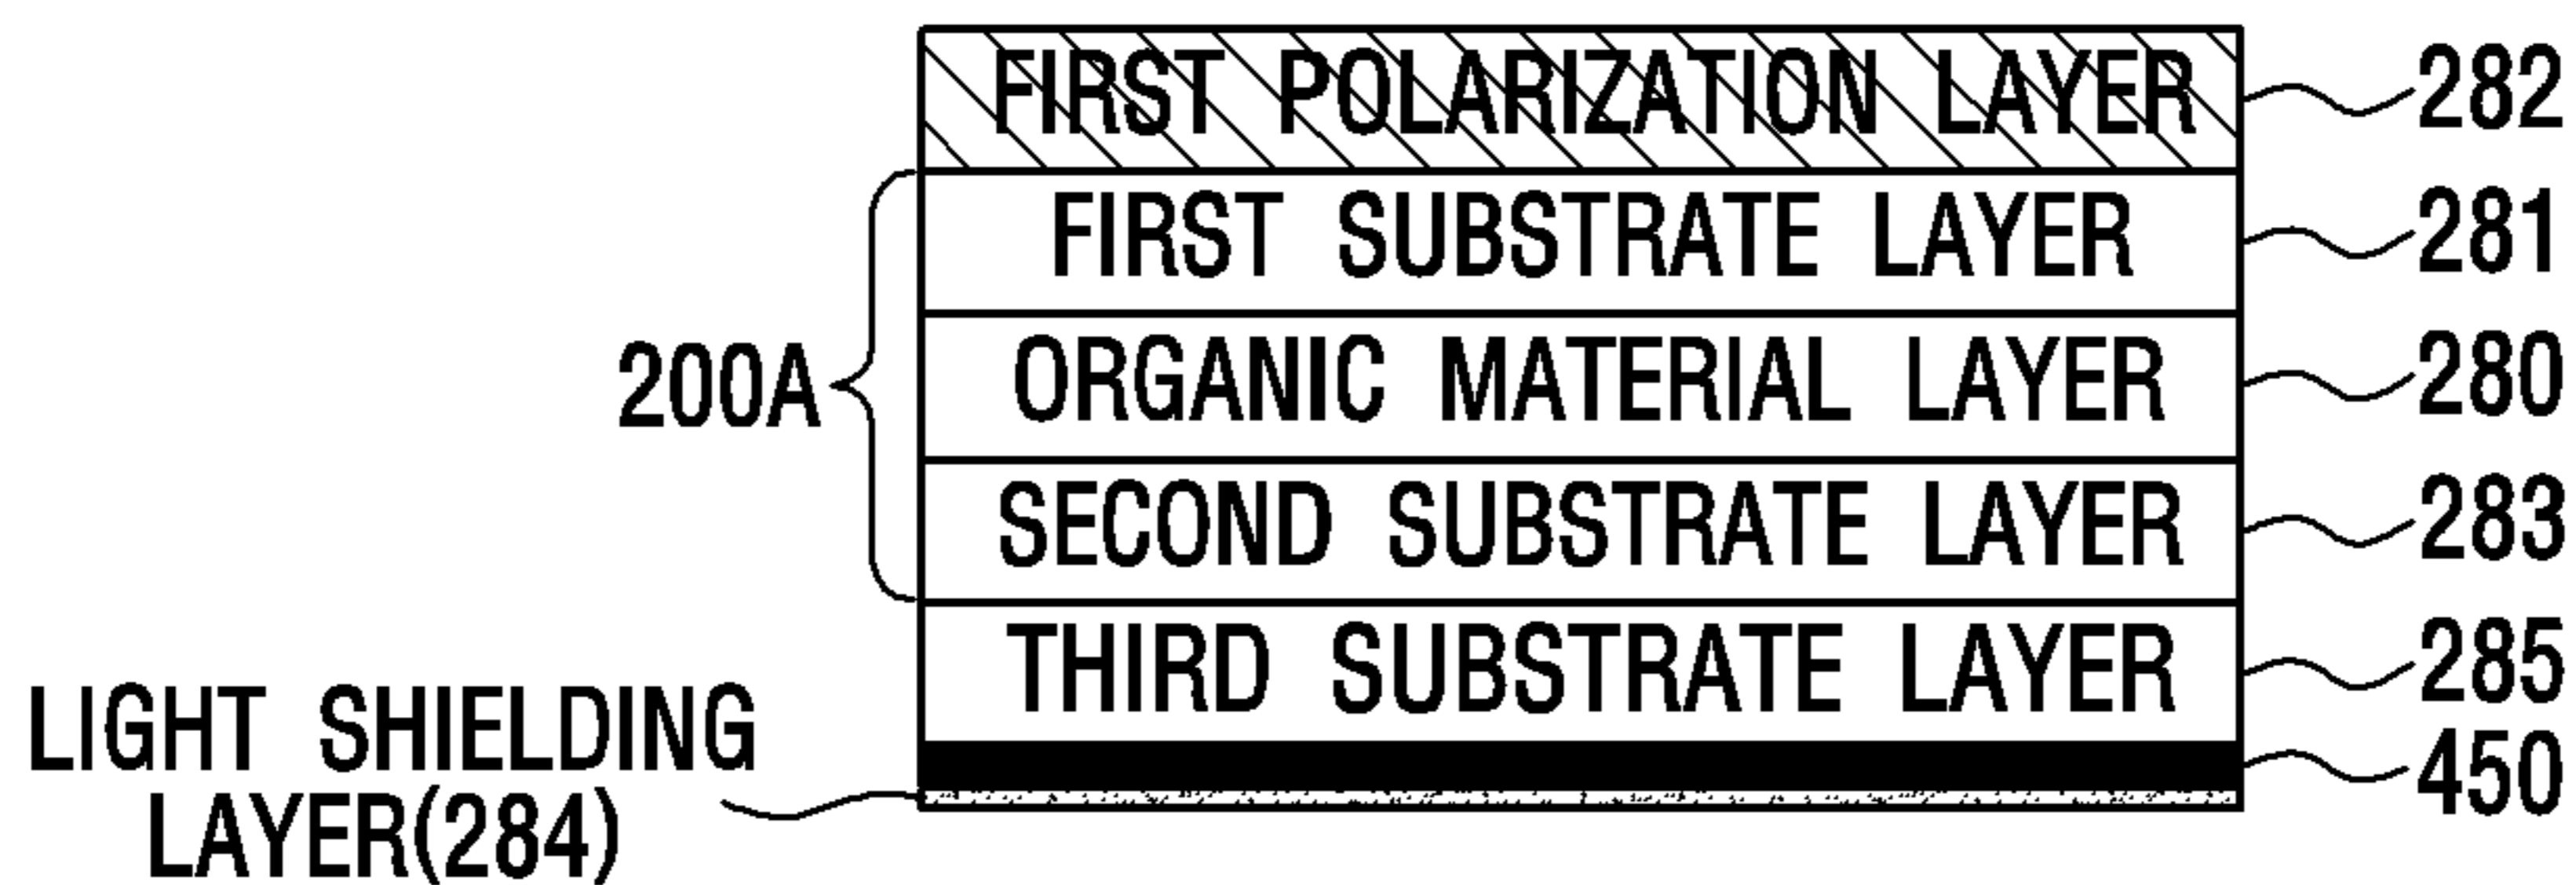 FIRST POLARIZATION LAYER 282
FIRST SUBSTRATE LAYER 281
200A
ORGANIC MATERIAL LAYER 280
SECOND SUBSTRATE LAYER 283
THIRD SUBSTRATE LAYER 285
LIGHT SHIELDING
LAYER(284)
450